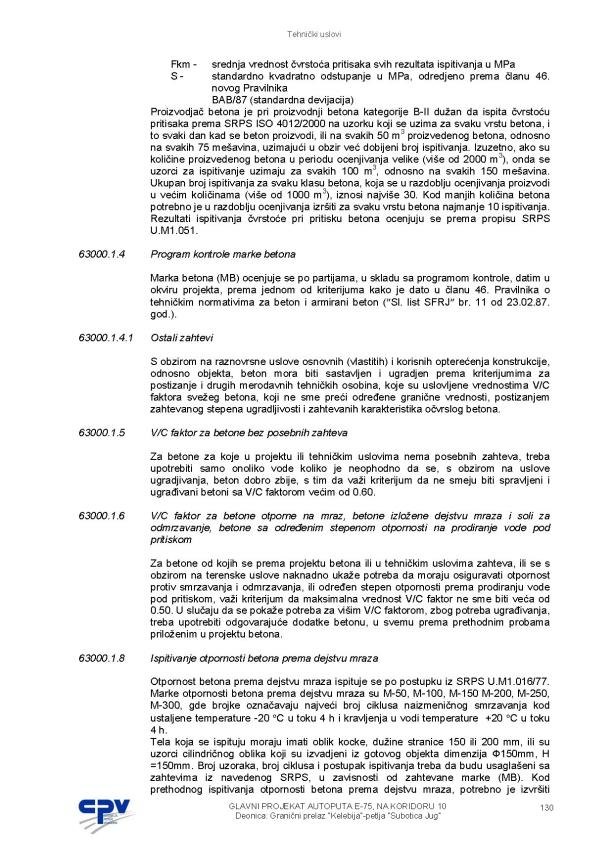 Tehnički uslovi
Fkm - srednja vrednost čvrstoća pritisaka svih rezultata ispitivanja u MPa
S - standardno kvadratno odstupanje u MPa, odredjeno prema članu 46.
novog Pravilnika
BAB/87 (standardna devijacija)
Proizvodjač betona je pri proizvodnji betona kategorije B-II dužan da ispita čvrstoću
pritisaka prema SRPS ISO 4012/2000 na uzorku koji se uzima za svaku vrstu betona, i
to svaki dan kad se beton proizvodi, ili na svakih 50 m³ proizvedenog betona, odnosno
na svakih 75 mešavina, uzimajući u obzir već dobijeni broj ispitivanja. Izuzetno, ako su
količine proizvedenog betona u periodu ocenjivanja velike (više od 2000 m³), onda se
uzorci za ispitivanje uzimaju za svakih 100 m³, odnosno na svakih 150 mešavina.
Ukupan broj ispitivanja za svaku klasu betona, koja se u razdoblju ocenjivanja proizvodi
u većim količinama (više od 1000 m³), iznosi najviše 30. Kod manjih količina betona
potrebno je u razdoblju ocenjivanja izršiti za svaku vrstu betona najmanje 10 ispitivanja.
Rezultati ispitivanja čvrstoće pri pritisku betona ocenjuju se prema propisu SRPS
U.M1.051.
63000.1.4 Program kontrole marke betona
Marka betona (MB) ocenjuje se po partijama, u skladu sa programom kontrole, datim u
okviru projekta, prema jednom od kriterijuma kako je dato u članu 46. Pravilnika o
tehničkim normativima za beton i armirani beton ("Sl. list SFRJ" br. 11 od 23.02.87.
god.).
63000.1.4.1 Ostali zahtevi
S obzirom na raznovrsne uslove osnovnih (vlastitih) i korisnih opterećenja konstrukcije,
odnosno objekta, beton mora biti sastavljen i ugradjen prema kriterijumima za
postizanje i drugih merodavnih tehničkih osobina, koje su uslovljene vrednostima V/C
faktora svežeg betona, koji ne sme preći određene granične vrednosti, postizanjem
zahtevanog stepena ugradljivosti i zahtevanih karakteristika očvrslog betona.
63000.1.5 V/C faktor za betone bez posebnih zahteva
Za betone za koje u projektu ili tehničkim uslovima nema posebnih zahteva, treba
upotrebiti samo onoliko vode koliko je neophodno da se, s obzirom na uslove
ugradjivanja, beton dobro zbije, s tim da važi kriterijum da ne smeju biti spravljeni i
ugrađivani betoni sa V/C faktorom većim od 0.60.
63000.1.6 V/C faktor za betone otporne na mraz, betone izložene dejstvu mraza i soli za
odmrzavanje, betone sa određenim stepenom otpornosti na prodiranje vode pod
pritiskom
Za betone od kojih se prema projektu betona ili u tehničkim uslovima zahteva, ili se s
obzirom na terenske uslove naknadno ukaže potreba da moraju osiguravati otpornost
protiv smrzavanja i odmrzavanja, ili određen stepen otpornosti prema prodiranju vode
pod pritiskom, važi kriterijum da maksimalna vrednost V/C faktor ne sme biti veća od
0.50. U slučaju da se pokaže potreba za višim V/C faktorom, zbog potreba ugrađivanja,
treba upotrebiti odgovarajuće dodatke betonu, u svemu prema prethodnim probama
priloženim u projektu betona.
63000.1.8 Ispitivanje otpornosti betona prema dejstvu mraza
Otpornost betona prema dejstvu mraza ispituje se po postupku iz SRPS U.M1.016/77.
Marke otpornosti betona prema dejstvu mraza su M-50, M-100, M-150 M-200, M-250,
M-300, gde brojke označavaju najveći broj ciklusa naizmeničnog smrzavanja kod
ustaljene temperature -20 °C u toku 4 h i kravljenja u vodi temperature +20 °C u toku
4 h.
Tela koja se ispituju moraju imati oblik kocke, dužine stranice 150 ili 200 mm, ili su
uzorci cilindričnog oblika koji su izvadjeni iz gotovog objekta dimenzija Φ150mm, H
=150mm. Broj uzoraka, broj ciklusa i postupak ispitivanja treba da budu usaglašeni sa
zahtevima iz navedenog SRPS, u zavisnosti od zahtevane marke (MB). Kod
prethodnog ispitivanja otpornosti betona prema dejstvu mraza, potrebno je izvršiti
CPV
GLAVNI PROJEKAT AUTOPUTA E-75, NA KORIDORU 10 130
Deonica: Granični prelaz "Kelebija"-petlja "Subotica Jug"